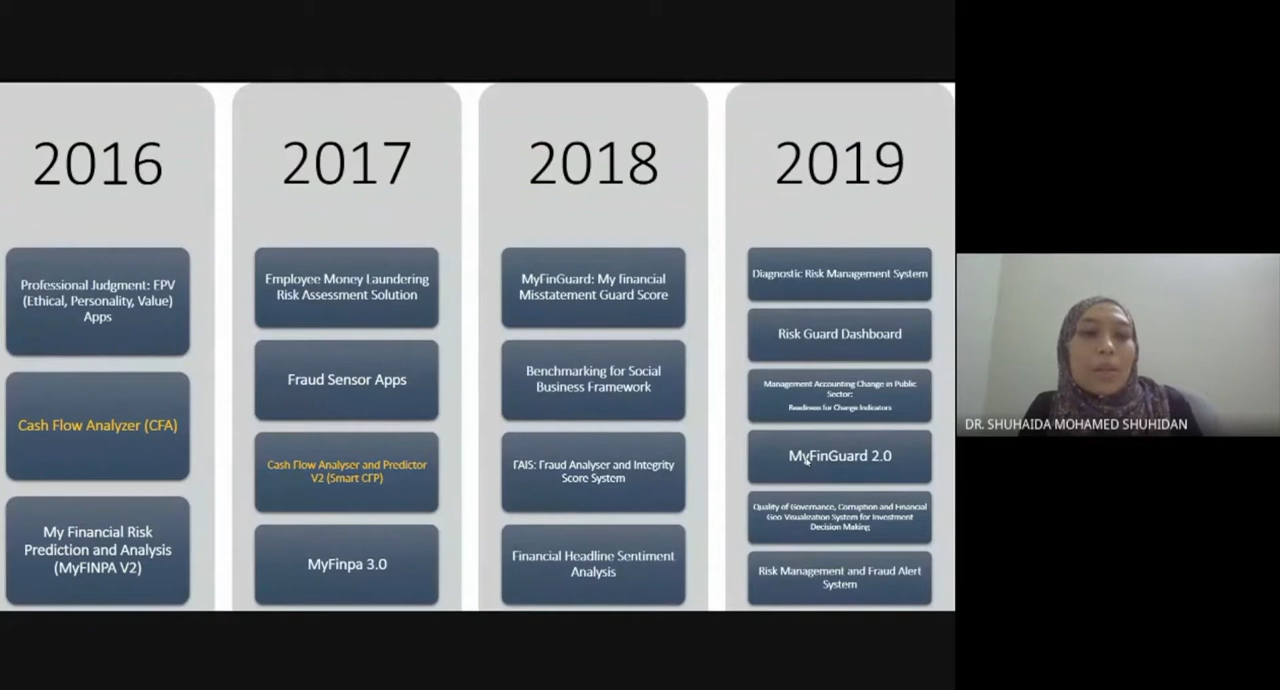 2016
Professional Judgment: EPV
(Ethical, Personality, Value)
Apps
Cash Flow Analyzer (CFA)
My Financial Risk
Prediction and Analysis
(MyFINPA V2)
2017
Employee Money Laundering
Risk Assessment Solution
Fraud Sensor Apps
Cash Flow Analyser and Predictor
V2 (Smart CFP)
MyFinpa 3.0
2018
MyFinGuard: My financial
Misstatement Guard Score
Benchmarking for Social
Business Framework
FAIS: Fraud Analyser and Integrity
Score System
Financial Headline Sentiment
Analysis
2019
Diagnostic Risk Management System
Risk Guard Dashboard
Management Accounting Change in Public
Sector:
Readiness for Change Indicators
MyFinGuard 2.0
Quality of Governance, Corruption and Financial
Geo Visualization System for Investment
Decision Making
Risk Management and Fraud Alert
System
DR. SHUHAIDA MOHAMED SHUHIDAN